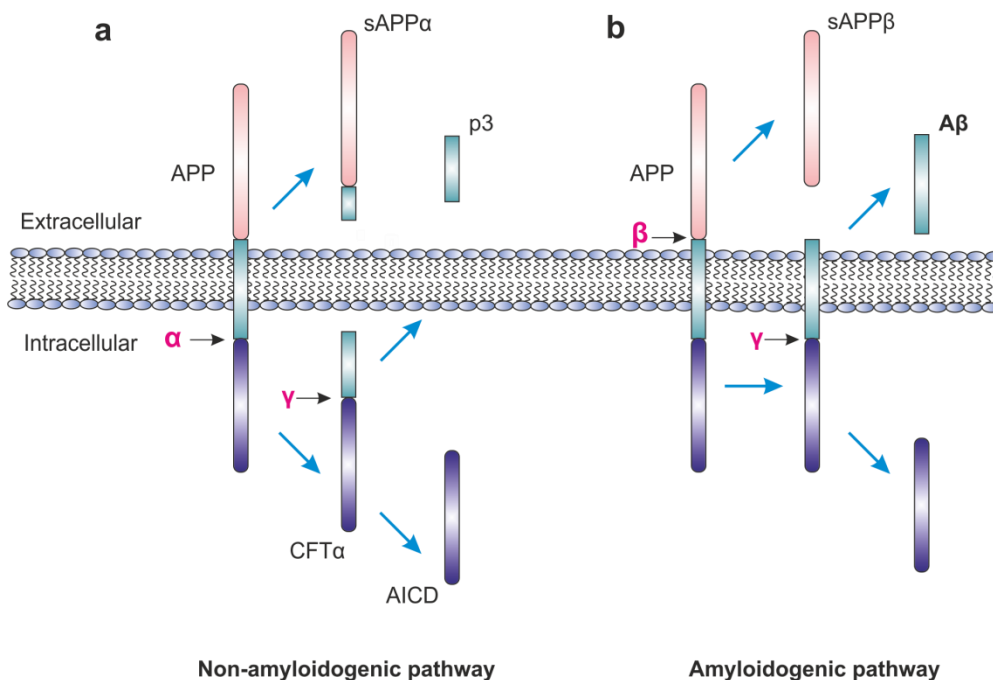 a
sAPPα
p3
APP
Extracellular
Intracellular
α
γ
CFTα
AICD
Non-amyloidogenic pathway
b
sAPPβ
Aβ
APP
β
γ
Amyloidogenic pathway